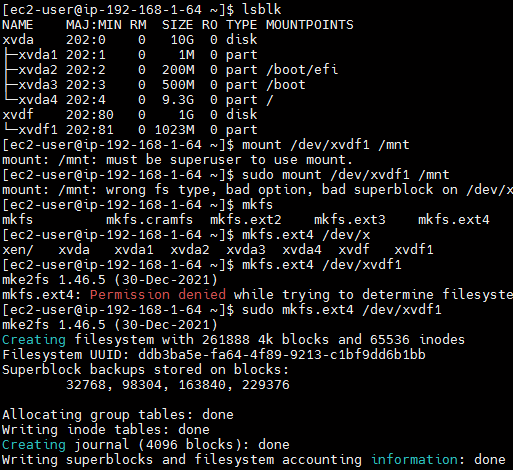 [ec2-user@ip-192-168-1-64 ~]$ lsblk
NAME    MAJ:MIN RM  SIZE RO TYPE MOUNTPOINTS
xvda    202:0    0   10G  0 disk
├─xvda1 202:1    0    1M  0 part
├─xvda2 202:2    0  200M  0 part /boot/efi
├─xvda3 202:3    0  500M  0 part /boot
└─xvda4 202:4    0  9.3G  0 part /
xvdf    202:80   0    1G  0 disk
└─xvdf1 202:81   0 1023M  0 part
[ec2-user@ip-192-168-1-64 ~]$ mount /dev/xvdf1 /mnt
mount: /mnt: must be superuser to use mount.
[ec2-user@ip-192-168-1-64 ~]$ sudo mount /dev/xvdf1 /mnt
mount: /mnt: wrong fs type, bad option, bad superblock on /dev/x
[ec2-user@ip-192-168-1-64 ~]$ mkfs
mkfs         mkfs.cramfs  mkfs.ext2    mkfs.ext3    mkfs.ext4
[ec2-user@ip-192-168-1-64 ~]$ mkfs.ext4 /dev/x
xen/   xvda   xvda1  xvda2  xvda3  xvda4  xvdf   xvdf1
[ec2-user@ip-192-168-1-64 ~]$ mkfs.ext4 /dev/xvdf1
mke2fs 1.46.5 (30-Dec-2021)
mkfs.ext4: Permission denied while trying to determine filesyste
[ec2-user@ip-192-168-1-64 ~]$ sudo mkfs.ext4 /dev/xvdf1
mke2fs 1.46.5 (30-Dec-2021)
Creating filesystem with 261888 4k blocks and 65536 inodes
Filesystem UUID: ddb3ba5e-fa64-4f89-9213-c1bf9dd6b1bb
Superblock backups stored on blocks:
        32768, 98304, 163840, 229376

Allocating group tables: done
Writing inode tables: done
Creating journal (4096 blocks): done
Writing superblocks and filesystem accounting information: done